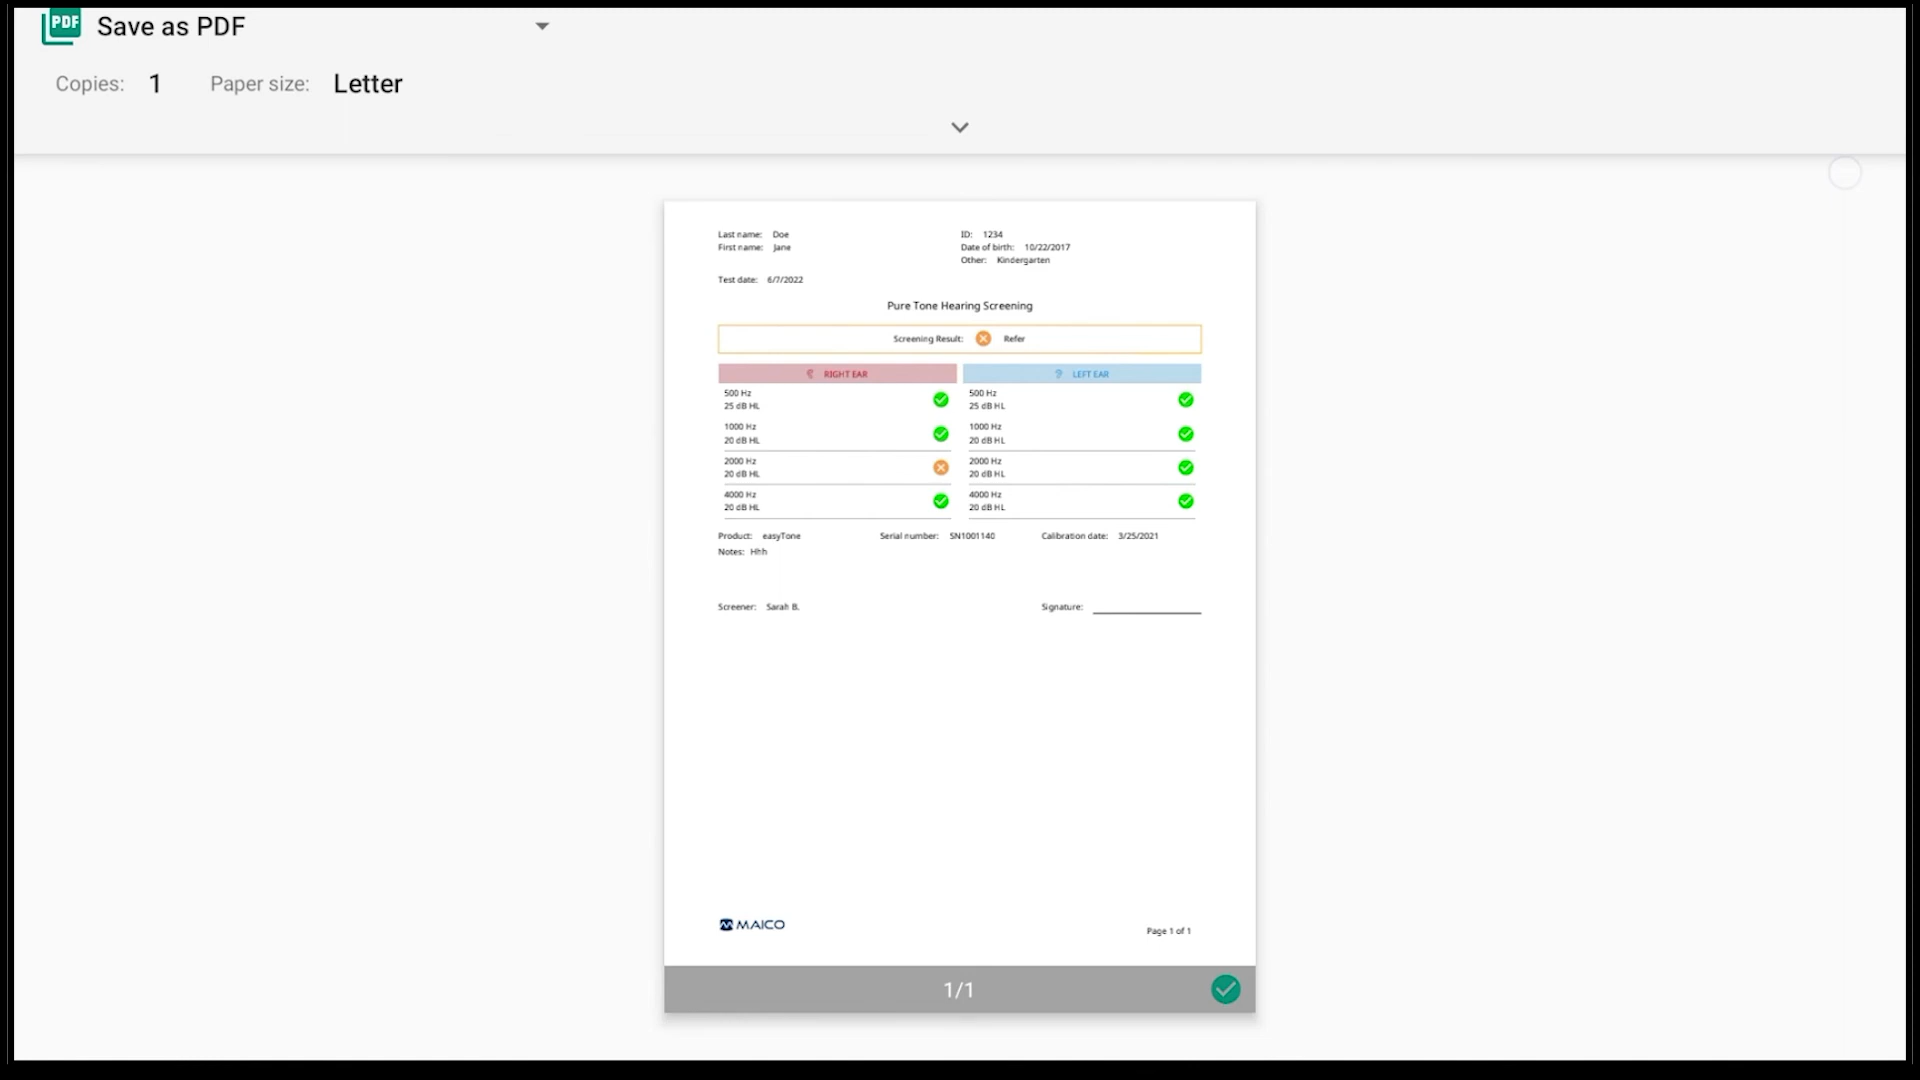 PDF Save as PDF
Copies: 1 Paper size: Letter
Last name: Doe ID: 1234
First name: Jane Date of birth: 10/22/2017
Other: Kindergarten
Test date: 6/7/2022
Pure Tone Hearing Screening
Screening Result: Refer
RIGHT EAR LEFT EAR
500 Hz 500 Hz
25 dB HL 25 dB HL
1000 Hz 1000 Hz
20 dB HL 20 dB HL
2000 Hz 2000 Hz
20 dB HL 20 dB HL
4000 Hz 4000 Hz
20 dB HL 20 dB HL
Product: easyTone Serial number: SN1001140 Calibration date: 3/25/2021
Notes: Hhh
Screener: Sarah B. Signature:
MAICO
Page 1 of 1
1/1